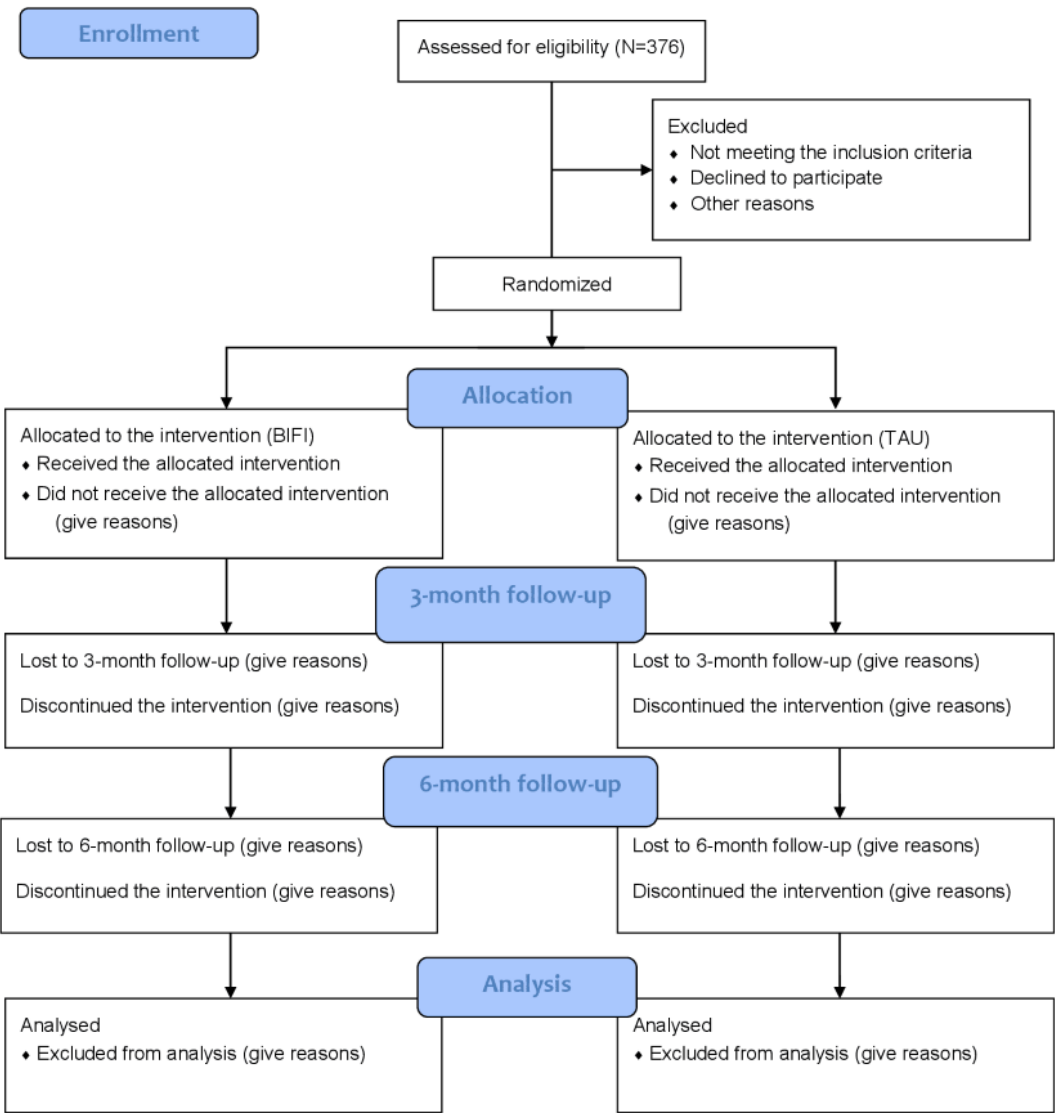 Enrollment
Assessed for eligibility (N=376)
Excluded
♦ Not meeting the inclusion criteria
♦ Declined to participate
♦ Other reasons
Randomized
Allocation
Allocated to the intervention (BIFI)
♦ Received the allocated intervention
♦ Did not receive the allocated intervention
(give reasons)
Allocated to the intervention (TAU)
♦ Received the allocated intervention
♦ Did not receive the allocated intervention
(give reasons)
3-month follow-up
Lost to 3-month follow-up (give reasons)
Discontinued the intervention (give reasons)
Lost to 3-month follow-up (give reasons)
Discontinued the intervention (give reasons)
6-month follow-up
Lost to 6-month follow-up (give reasons)
Discontinued the intervention (give reasons)
Lost to 6-month follow-up (give reasons)
Discontinued the intervention (give reasons)
Analysis
Analysed
♦ Excluded from analysis (give reasons)
Analysed
♦ Excluded from analysis (give reasons)